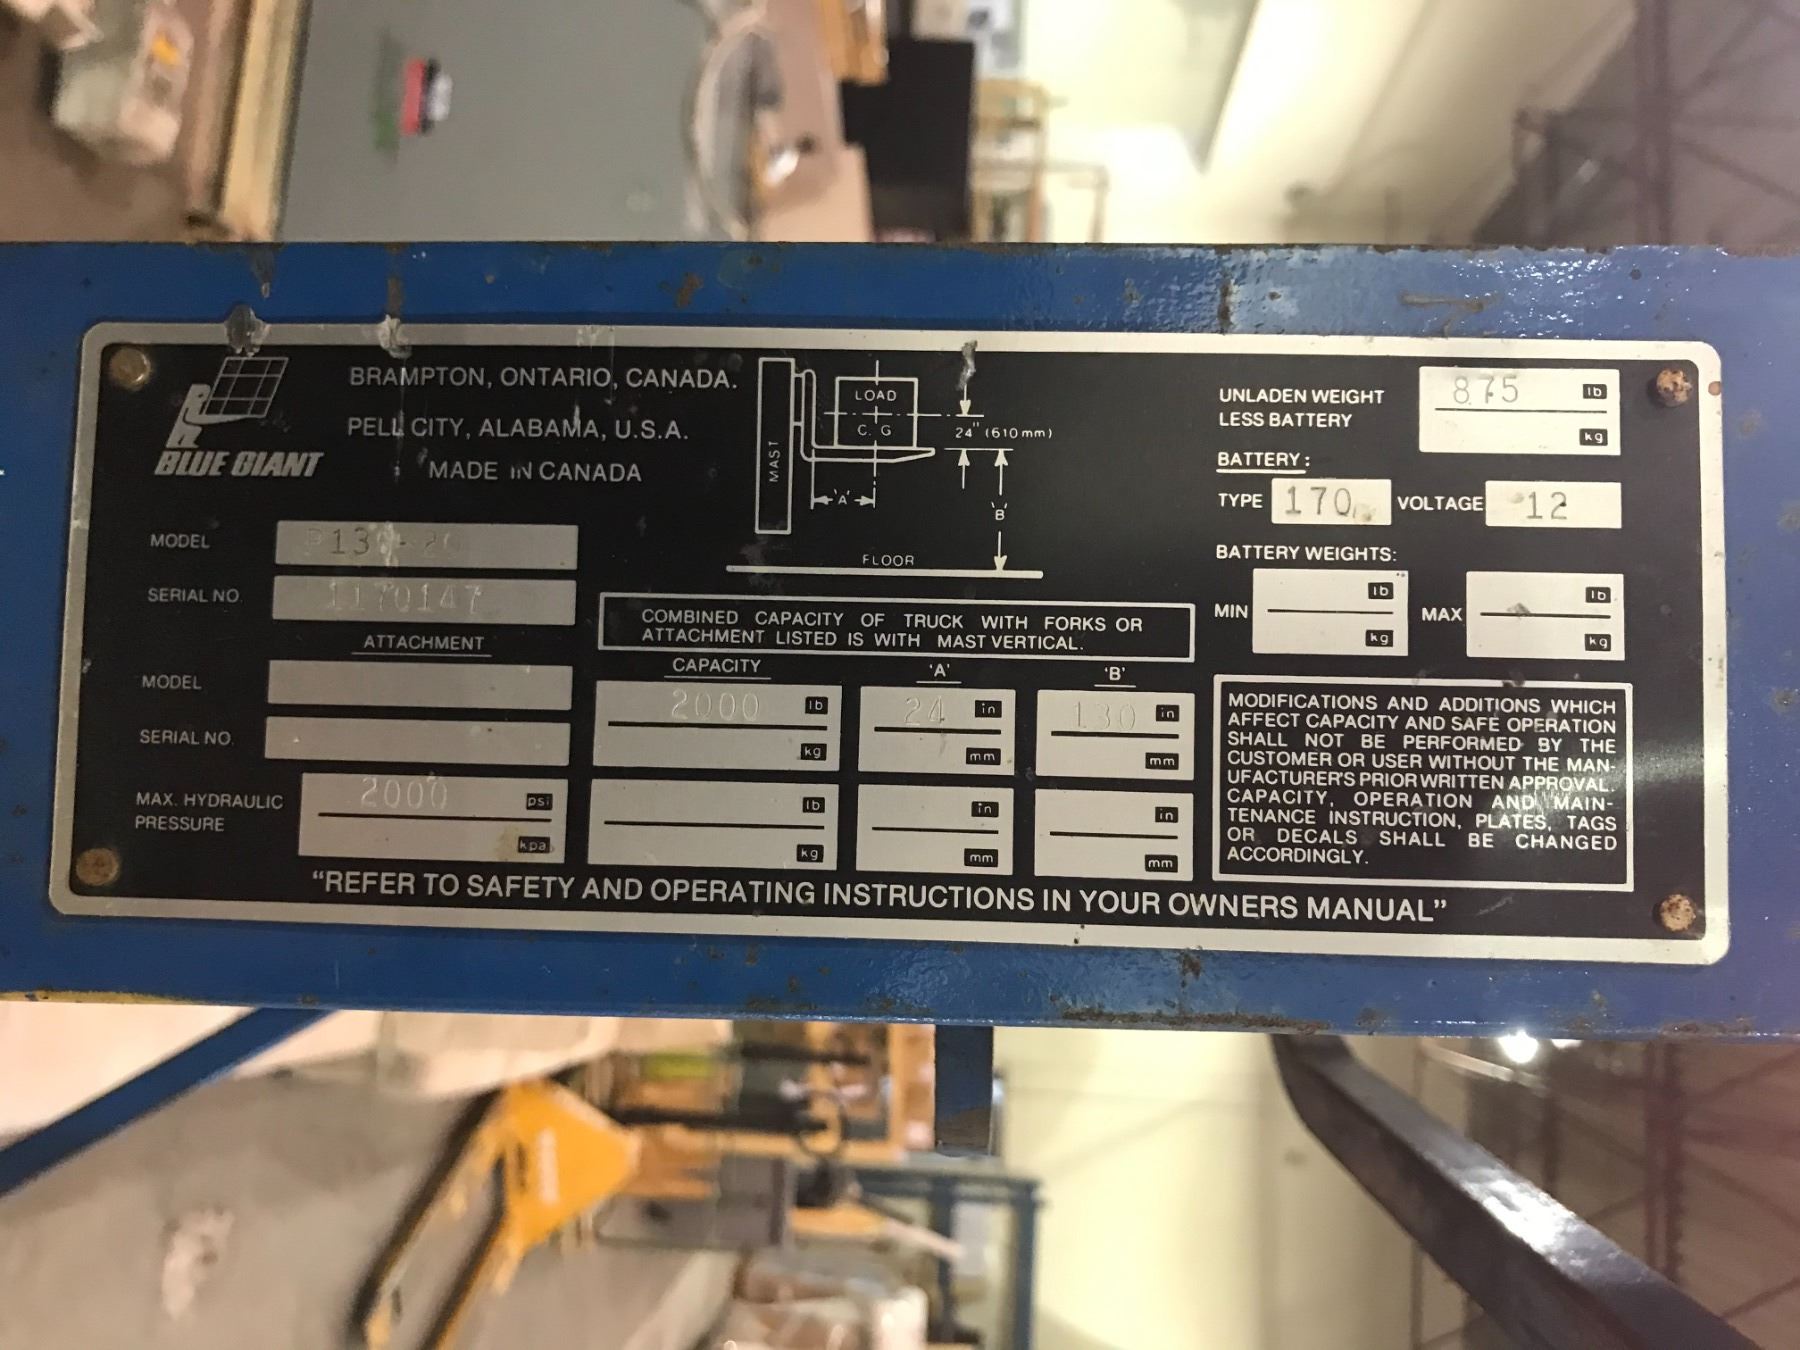 BLUE GIANT
BRAMPTON, ONTARIO, CANADA.
PELL CITY, ALABAMA, U.S.A.
MADE IN CANADA
MODEL
SERIAL NO. 1170147
ATTACHMENT
MODEL
SERIAL NO.
MAX. HYDRAULIC PRESSURE 2000 psi
kpa
MAST
LOAD
C. G
24" (610mm)
'A'
'B'
FLOOR
COMBINED CAPACITY OF TRUCK WITH FORKS OR
ATTACHMENT LISTED IS WITH MAST VERTICAL.
CAPACITY 'A' 'B'
2000 lb 24 in 130 in
kg mm mm
lb in in
kg mm mm
UNLADEN WEIGHT
LESS BATTERY
875 lb
kg
BATTERY:
TYPE 170 VOLTAGE 12
BATTERY WEIGHTS:
MIN lb MAX lb
kg kg
MODIFICATIONS AND ADDITIONS WHICH
AFFECT CAPACITY AND SAFE OPERATION
SHALL NOT BE PERFORMED BY THE
CUSTOMER OR USER WITHOUT THE MAN-
UFACTURER'S PRIOR WRITTEN APPROVAL.
CAPACITY, OPERATION AND MAIN-
TENANCE INSTRUCTION, PLATES, TAGS
OR DECALS SHALL BE CHANGED
ACCORDINGLY.
"REFER TO SAFETY AND OPERATING INSTRUCTIONS IN YOUR OWNERS MANUAL"